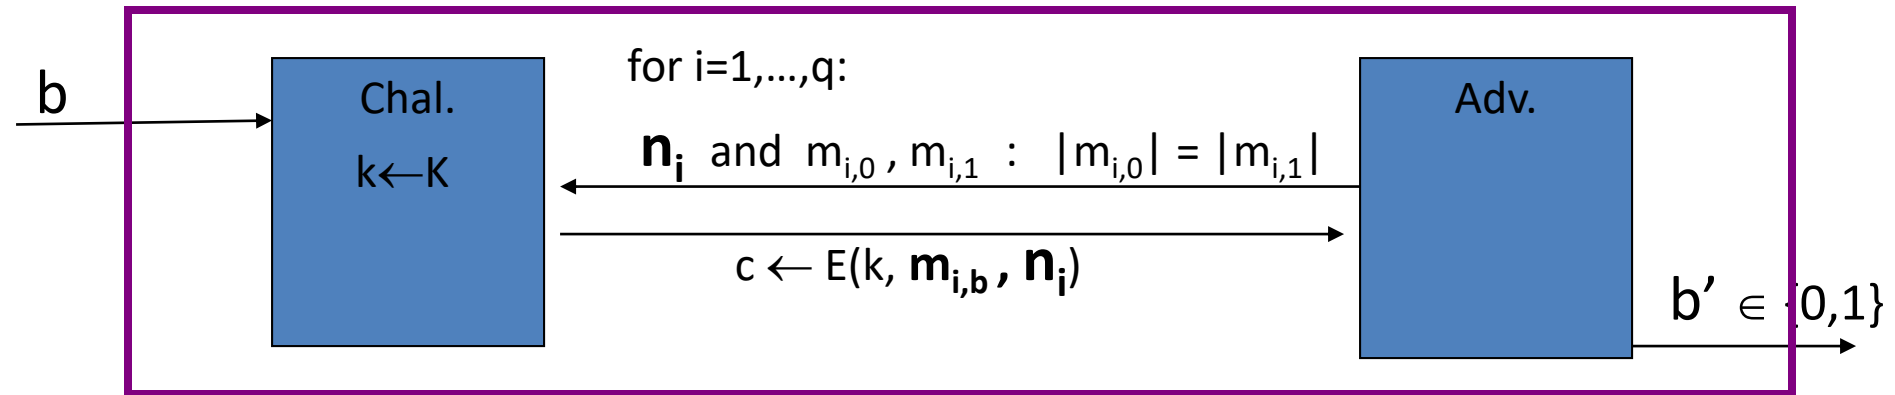 for i=1,…,q:
b
Chal.
Adv.
nᵢ and mᵢ,₀ , mᵢ,₁ : |mᵢ,₀| = |mᵢ,₁|
k←K
c ← E(k, mᵢ,b , nᵢ)
b’ ∈ {0,1}